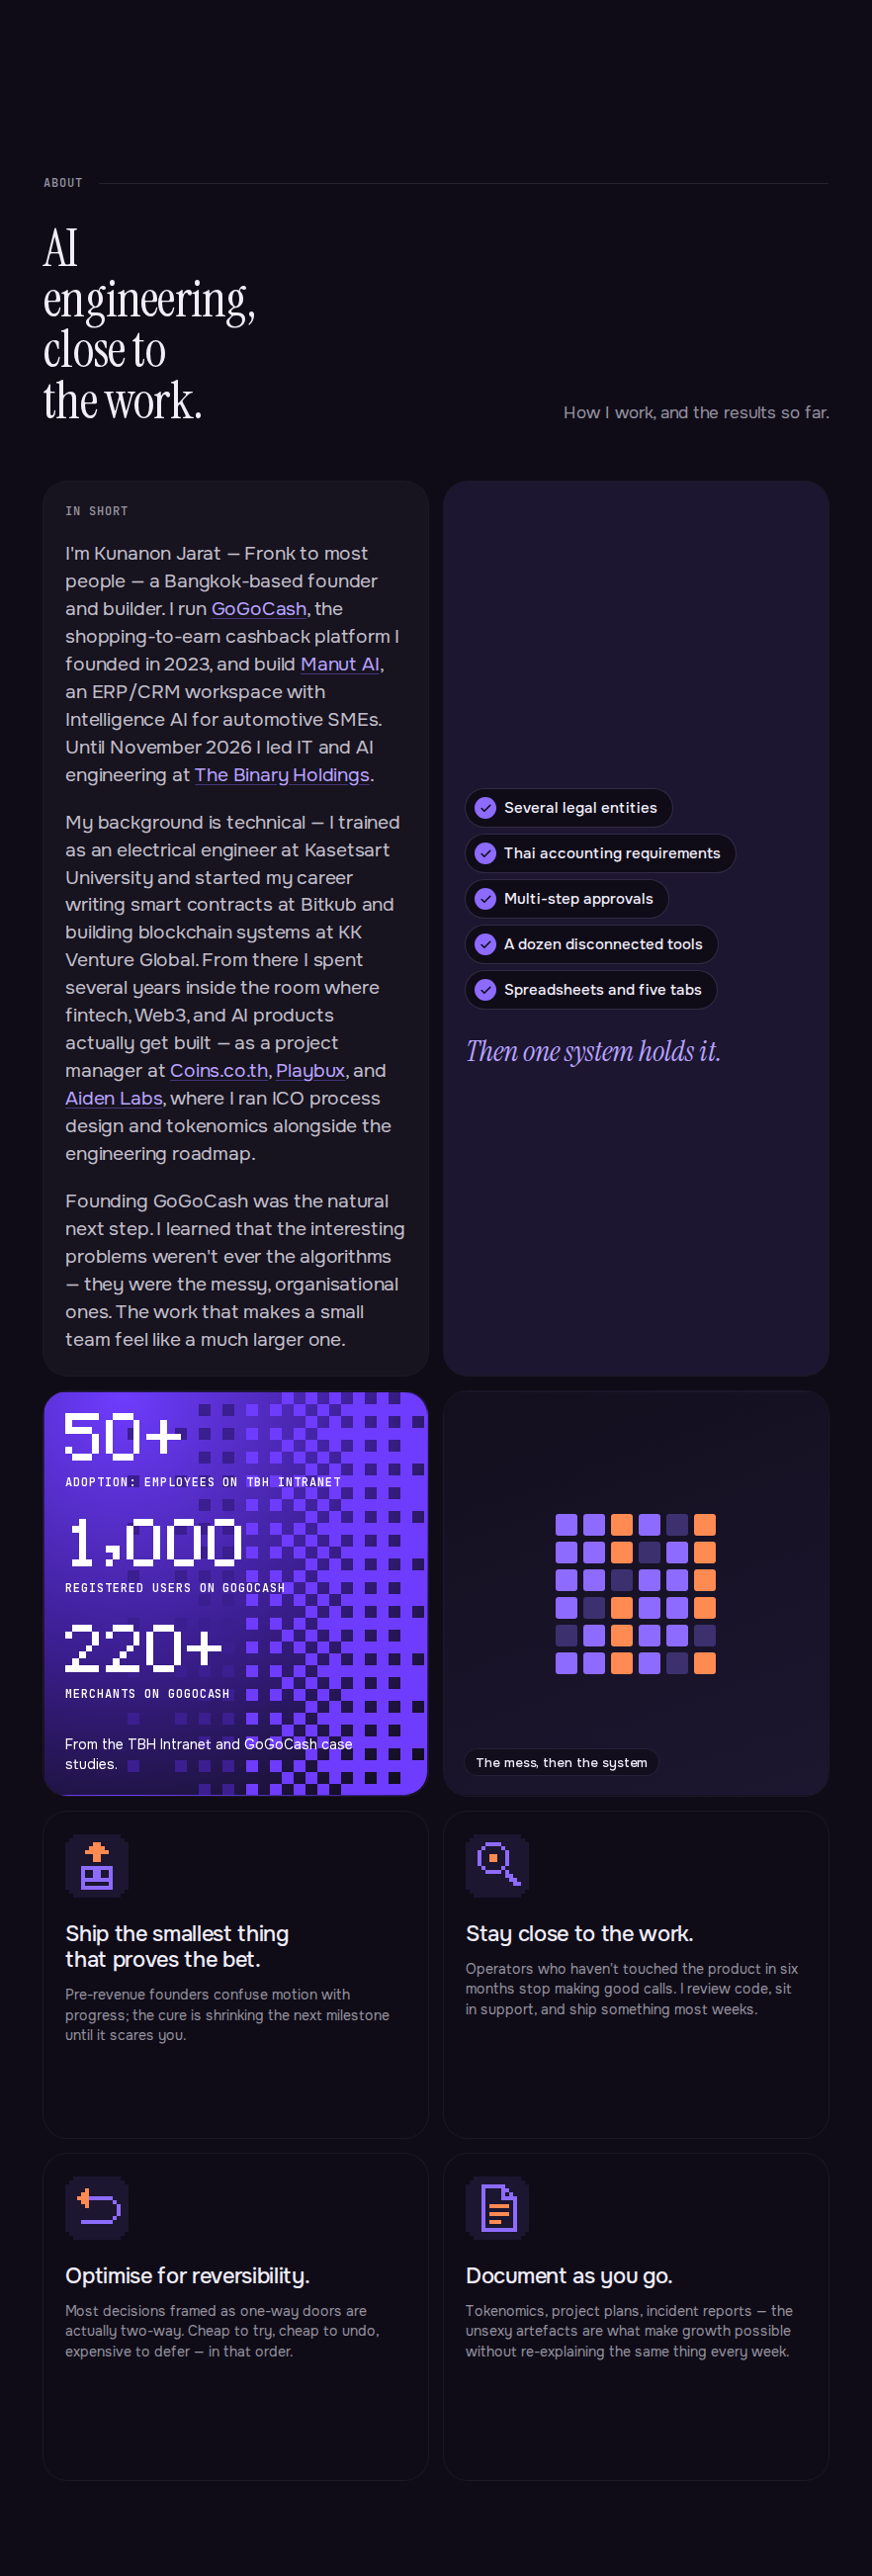 ABOUT
AI
engineering,
close to
the work.
How I work, and the results so far.
IN SHORT
I'm Kunanon Jarat — Fronk to most
people — a Bangkok-based founder
and builder. I run GoGoCash, the
shopping-to-earn cashback platform I
founded in 2023, and build Manut AI,
an ERP/CRM workspace with
Intelligence AI for automotive SMEs.
Until November 2026 I led IT and AI
engineering at The Binary Holdings.
My background is technical — I trained
as an electrical engineer at Kasetsart
University and started my career
writing smart contracts at Bitkub and
building blockchain systems at KK
Venture Global. From there I spent
several years inside the room where
fintech, Web3, and AI products
actually get built — as a project
manager at Coins.co.th, Playbux, and
Aiden Labs, where I ran ICO process
design and tokenomics alongside the
engineering roadmap.
Founding GoGoCash was the natural
next step. I learned that the interesting
problems weren't ever the algorithms
— they were the messy, organisational
ones. The work that makes a small
team feel like a much larger one.
Several legal entities
Thai accounting requirements
Multi-step approvals
A dozen disconnected tools
Spreadsheets and five tabs
Then one system holds it.
50+
ADOPTION: EMPLOYEES ON TBH INTRANET
1,000
REGISTERED USERS ON GOGOCASH
220+
MERCHANTS ON GOGOCASH
From the TBH Intranet and GoGoCash case
studies.
The mess, then the system
Ship the smallest thing
that proves the bet.
Pre-revenue founders confuse motion with
progress; the cure is shrinking the next milestone
until it scares you.
Stay close to the work.
Operators who haven't touched the product in six
months stop making good calls. I review code, sit
in support, and ship something most weeks.
Optimise for reversibility.
Most decisions framed as one-way doors are
actually two-way. Cheap to try, cheap to undo,
expensive to defer — in that order.
Document as you go.
Tokenomics, project plans, incident reports — the
unsexy artefacts are what make growth possible
without re-explaining the same thing every week.